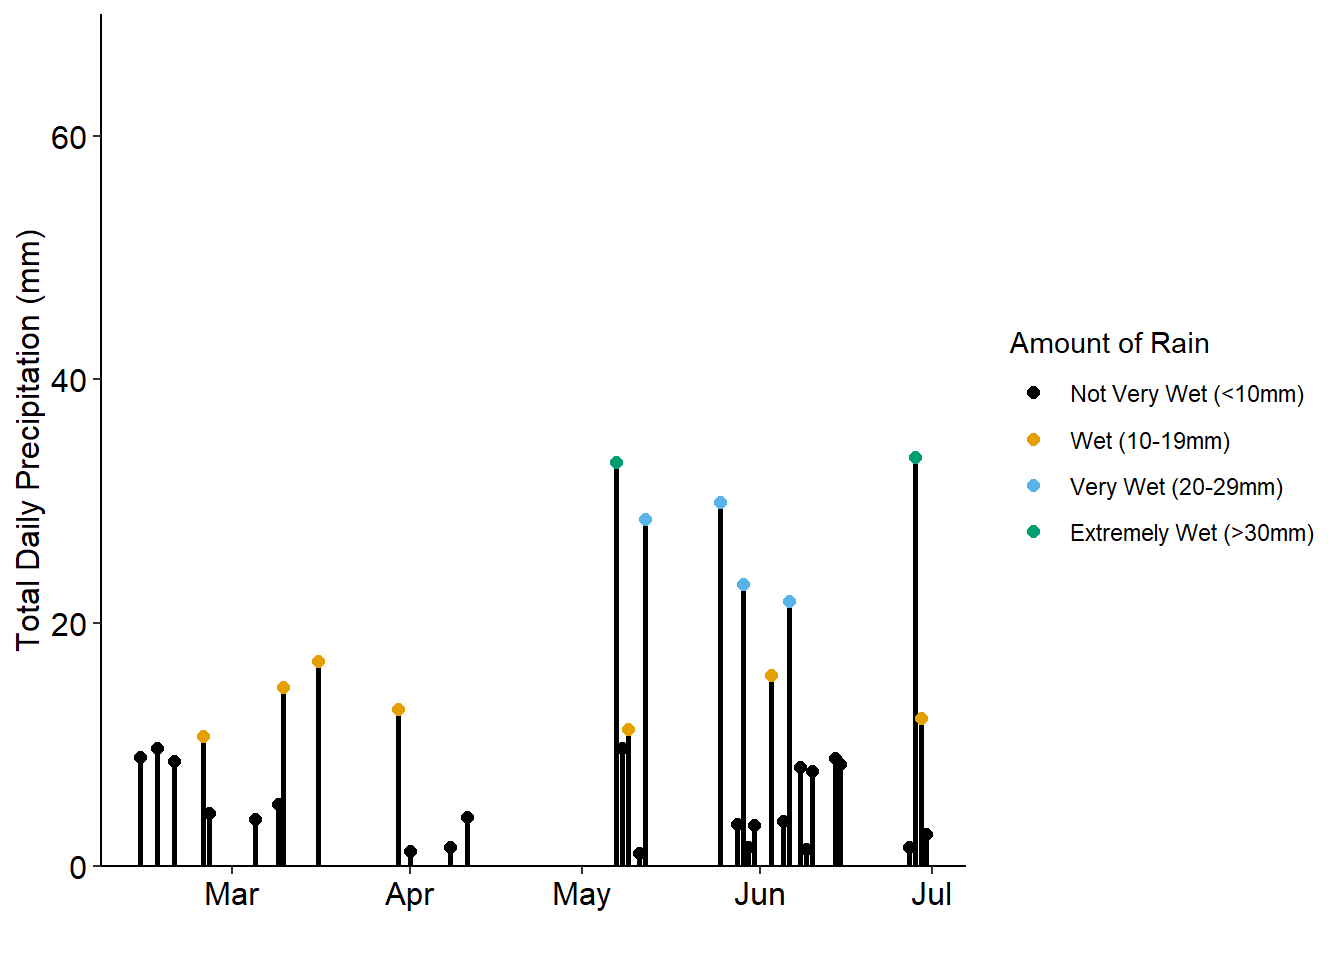 Total Daily Precipitation (mm)
60
40
20
0
Mar
Apr
May
Jun
Jul
Amount of Rain
Not Very Wet (<10mm)
Wet (10-19mm)
Very Wet (20-29mm)
Extremely Wet (>30mm)